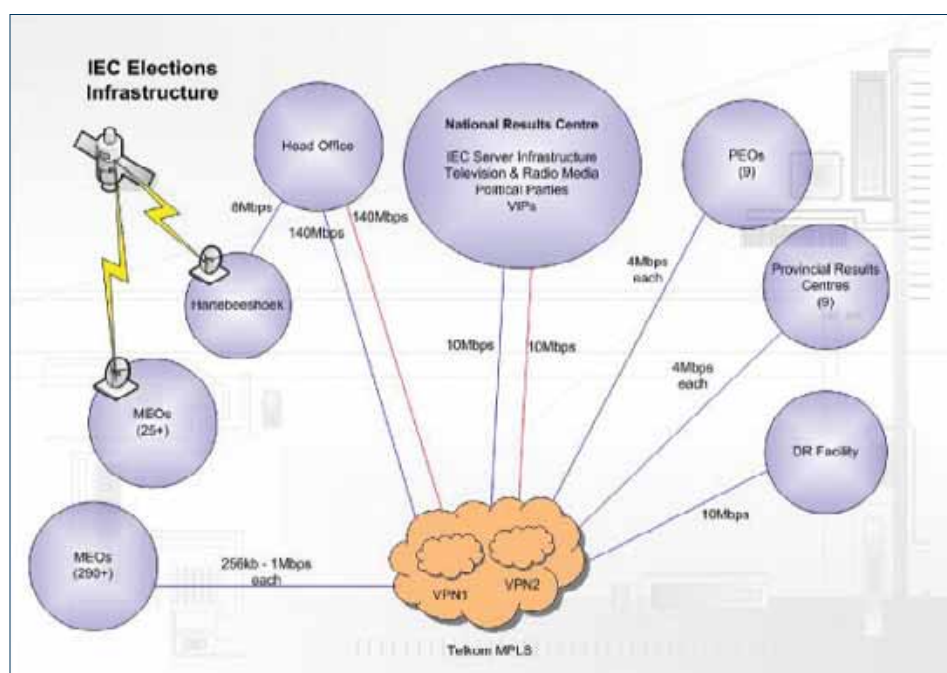 IEC Elections
Infrastructure
Head Office
National Results Centre
IEC Server Infrastructure
Television & Radio Media
Political Parties
VIPs
PEOs
(9)
8Mbps
140Mbps
140Mbps
Hartebeeshoek
4Mbps
each
Provincial Results
Centres
(9)
10Mbps
10Mbps
4Mbps
each
MEOs
(25+)
DR Facility
10Mbps
MEOs
(290+)
256kb - 1Mbps
each
VPN1
VPN2
Telkom MPLS